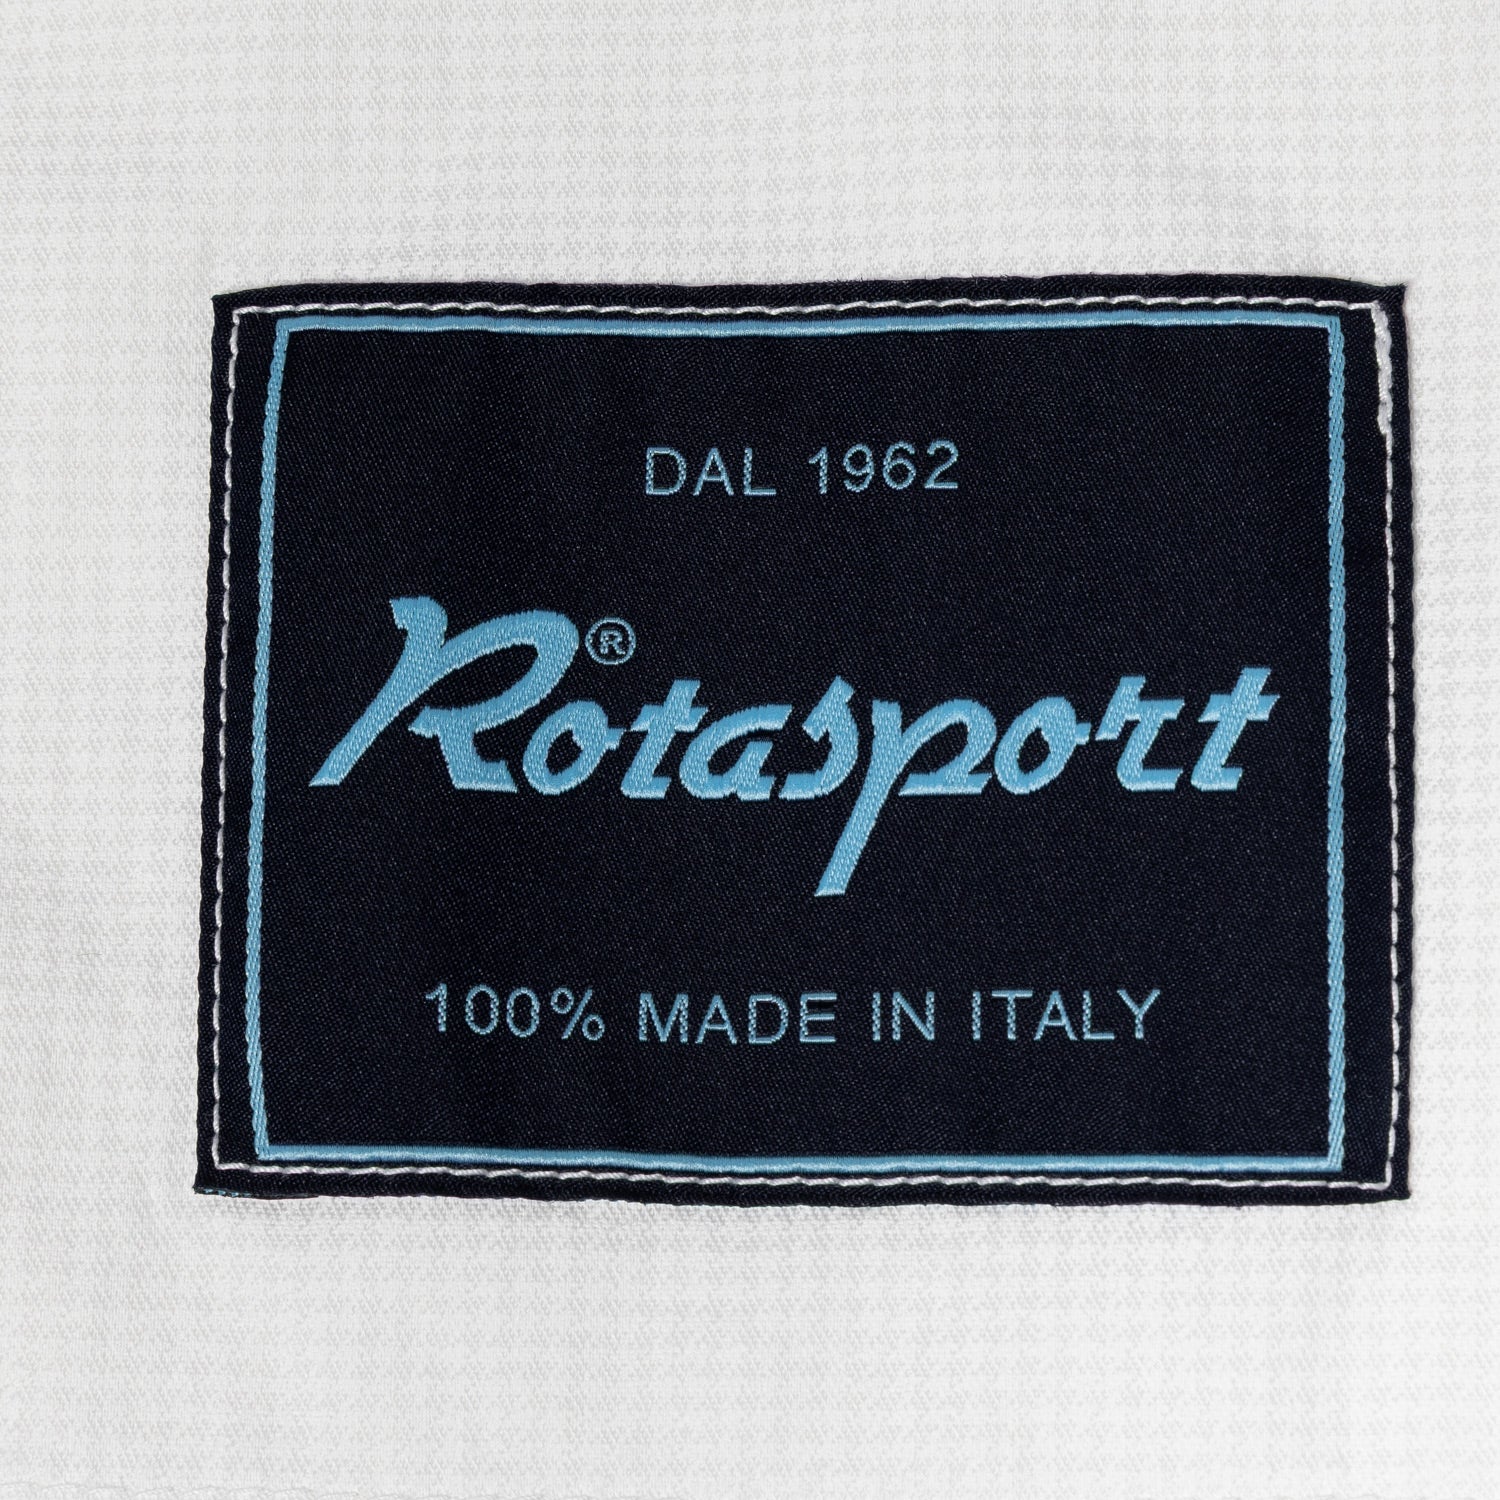 DAL 1962
Rotasport®
100% MADE IN ITALY